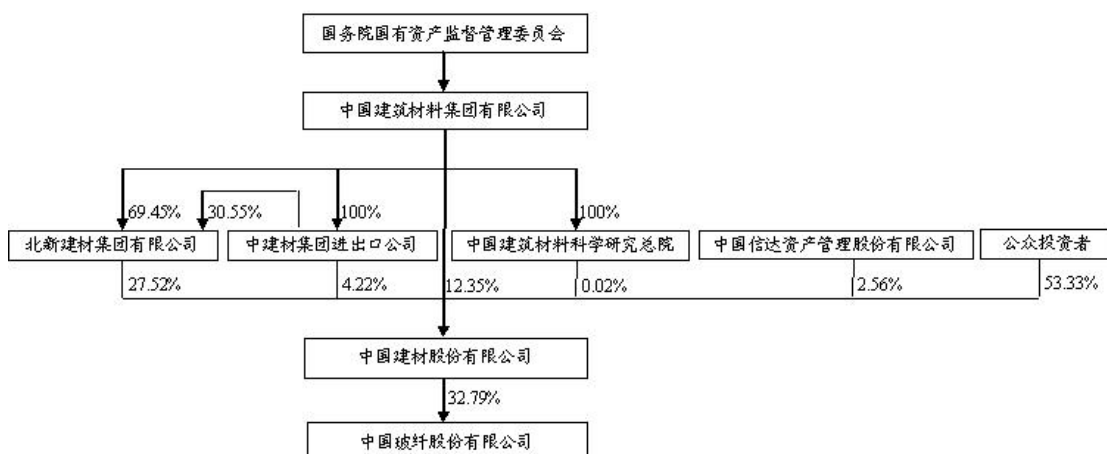 国务院国有资产监督管理委员会
中国建筑材料集团有限公司
69.45%
30.55%
100%
100%
北新建材集团有限公司
中建材集团进出口公司
中国建筑材料科学研究总院
中国信达资产管理股份有限公司
公众投资者
27.52%
4.22%
12.35%
0.02%
2.56%
53.33%
中国建材股份有限公司
32.79%
中国玻纤股份有限公司